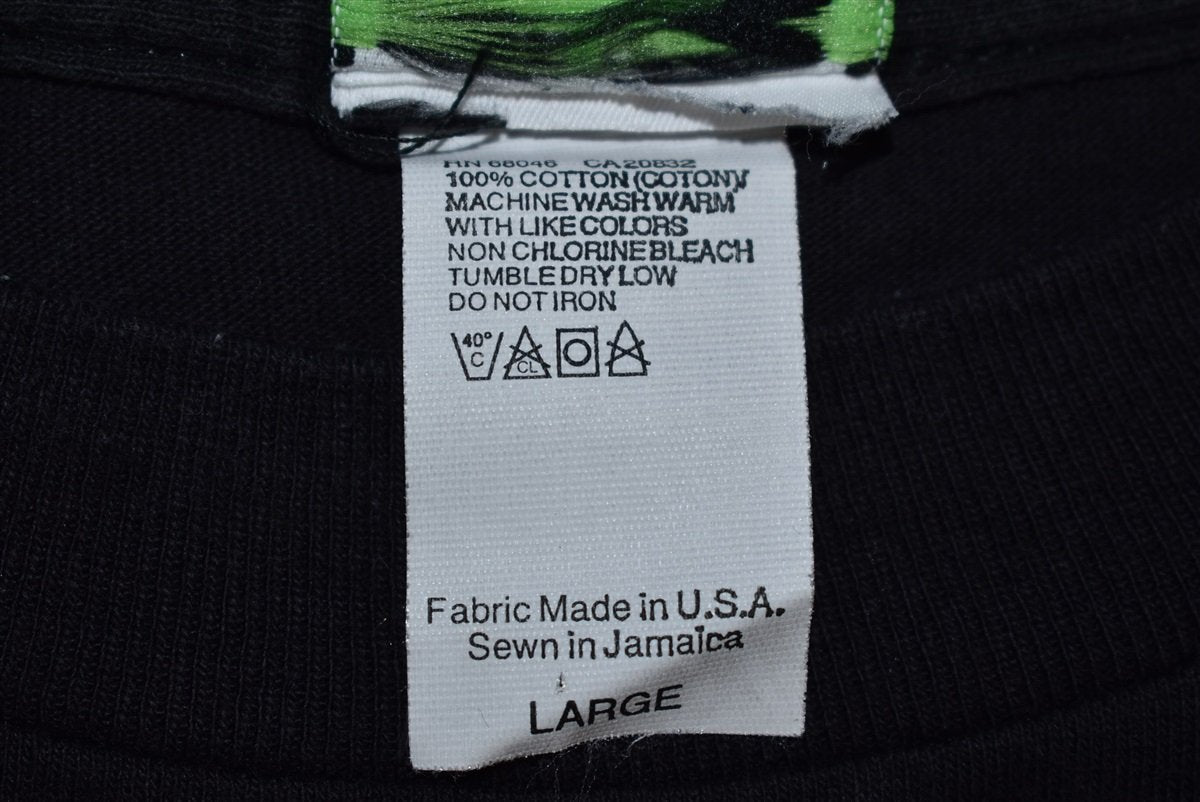 RN 68046 CA 20832
100% COTTON (COTON)/
MACHINE WASH WARM
WITH LIKE COLORS
NON CHLORINE BLEACH
TUMBLE DRY LOW
DO NOT IRON
40°
C
CL
Fabric Made in U.S.A.
Sewn in Jamaica
LARGE